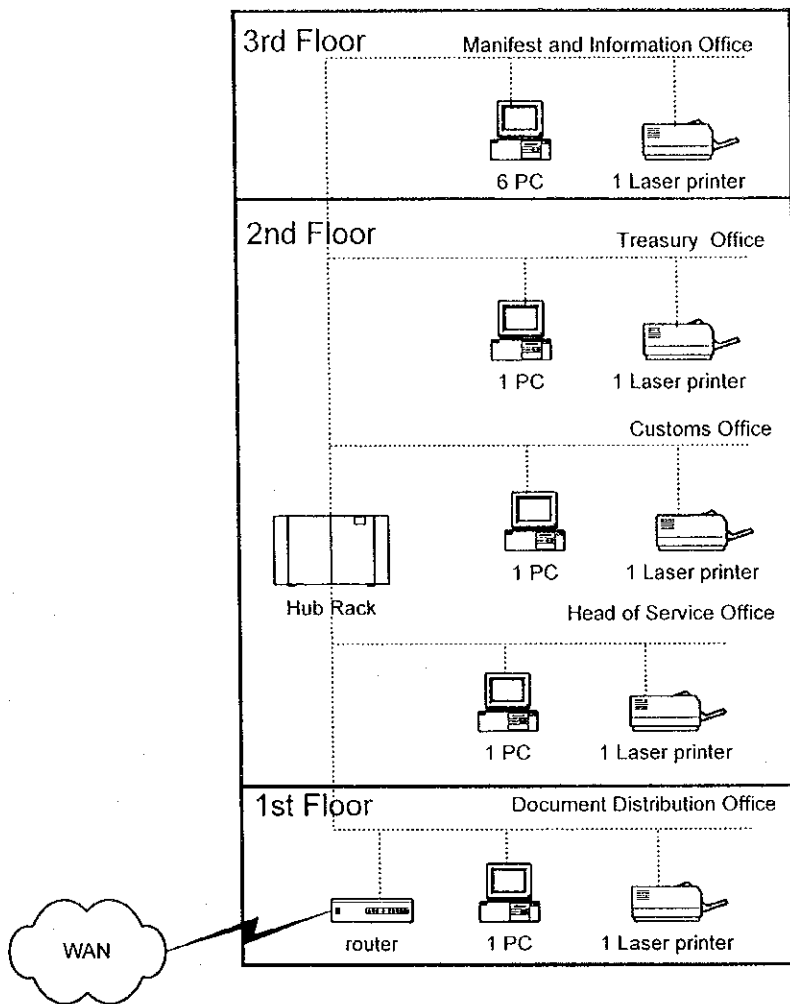 3rd Floor
Manifest and Information Office
6 PC
1 Laser printer
2nd Floor
Treasury Office
1 PC
1 Laser printer
Customs Office
1 PC
1 Laser printer
Hub Rack
Head of Service Office
1 PC
1 Laser printer
1st Floor
Document Distribution Office
WAN
router
1 PC
1 Laser printer